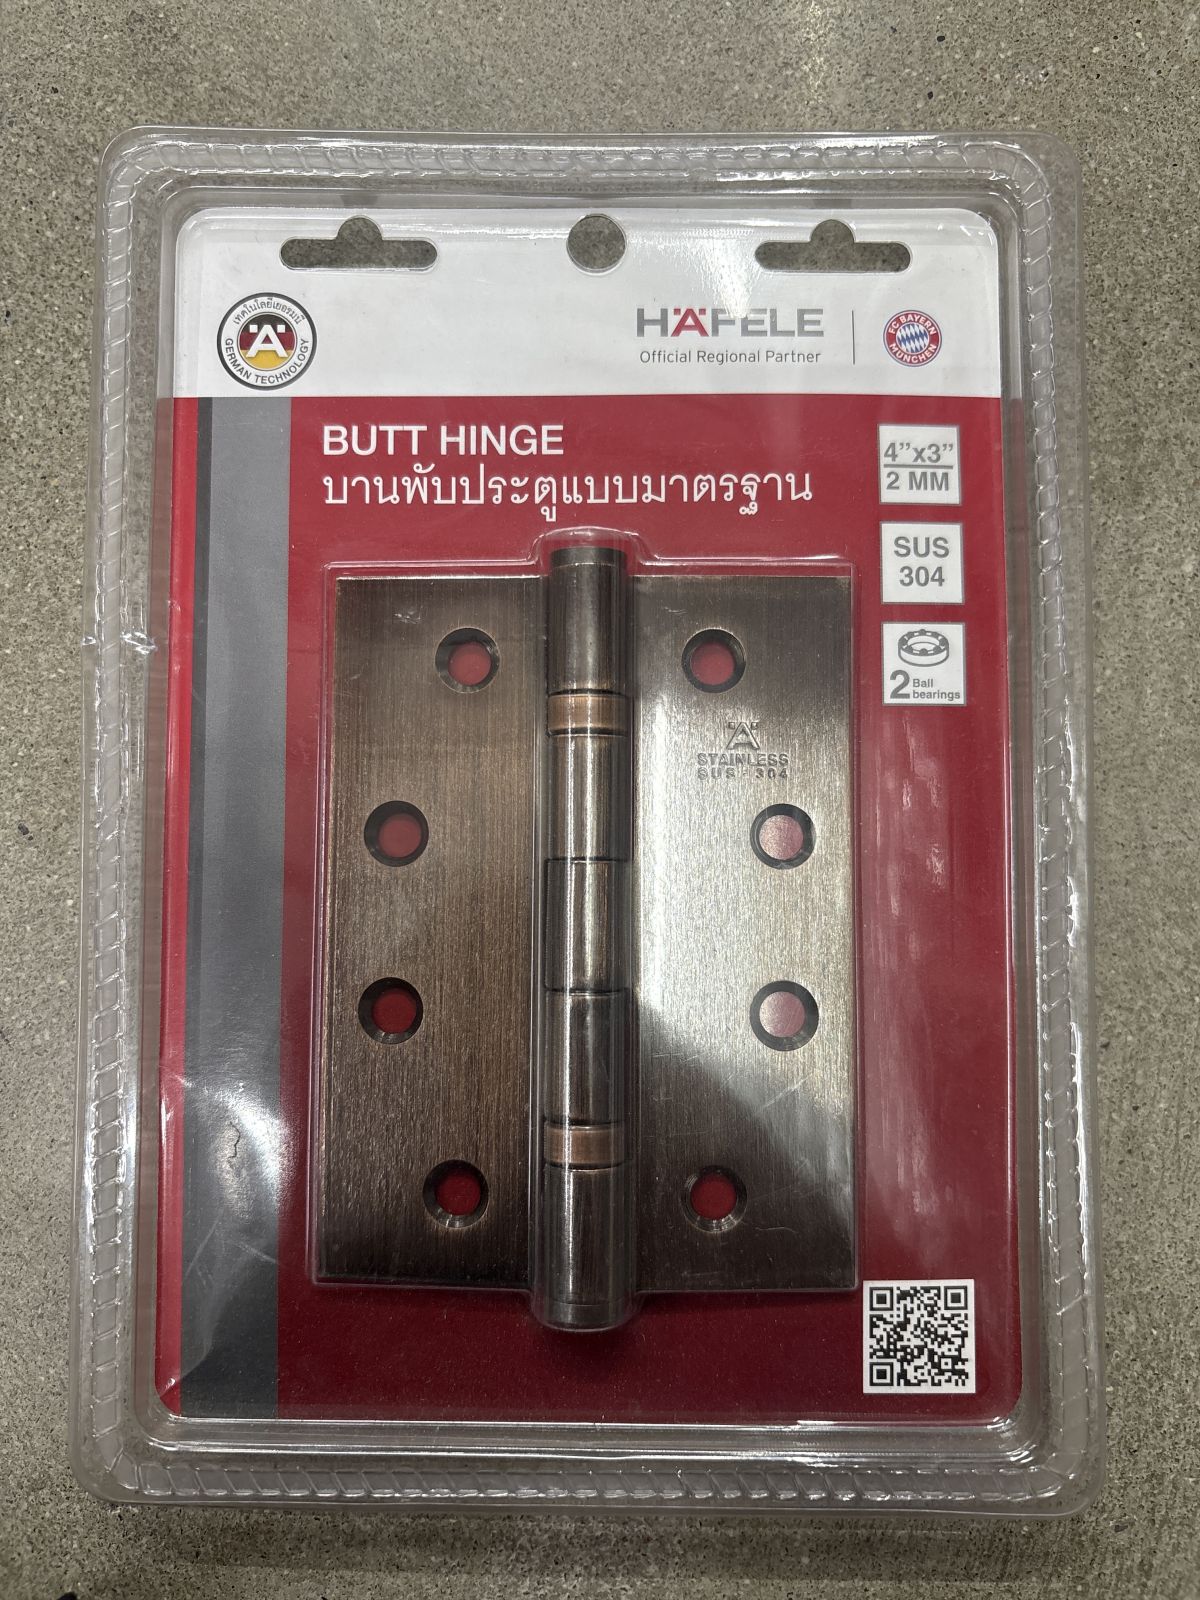 เทคโนโลยีเยอรมนี
Ä
GERMAN TECHNOLOGY
HÄFELE
Official Regional Partner
FC BAYERN
MÜNCHEN
BUTT HINGE
บานพับประตูแบบมาตรฐาน
4”x3”
2 MM
SUS
304
2 Ball
bearings
Ä
STAINLESS
SUS - 304